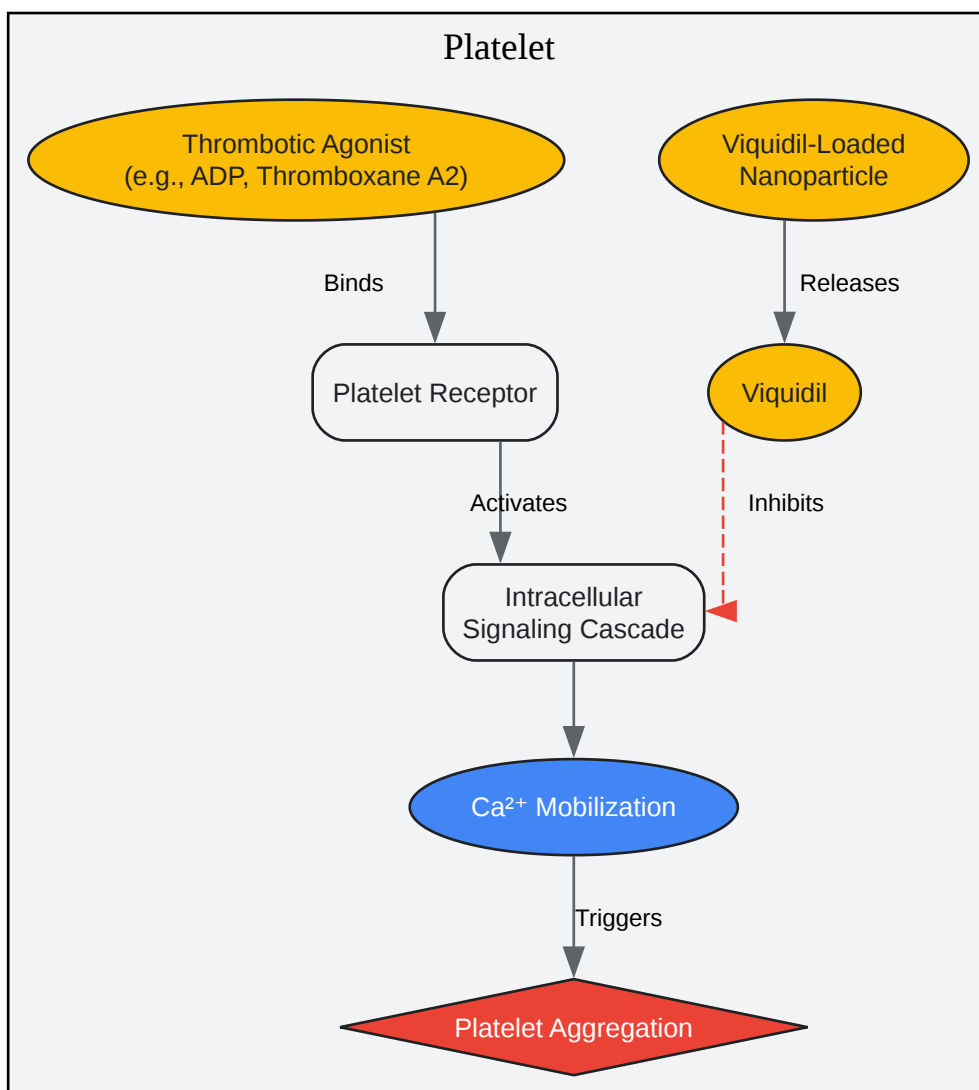 Platelet
Thrombotic Agonist
(e.g., ADP, Thromboxane A2)
Viquidil-Loaded
Nanoparticle
Binds
Releases
Platelet Receptor
Viquidil
Activates
Inhibits
Intracellular
Signaling Cascade
Ca²⁺ Mobilization
Triggers
Platelet Aggregation